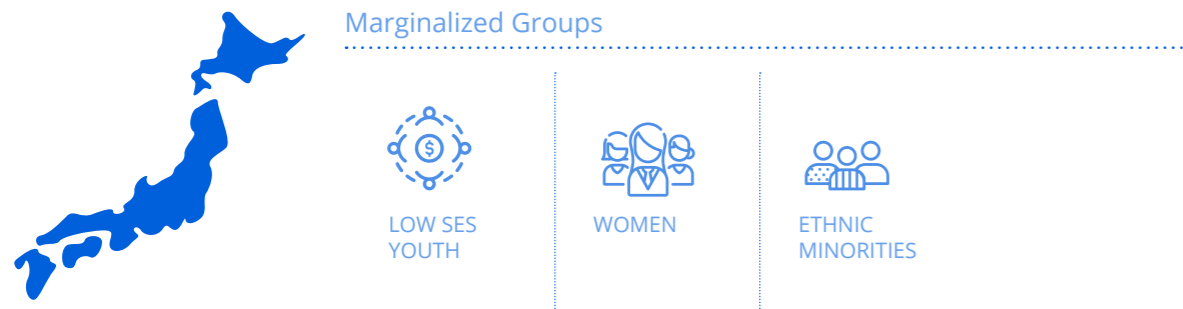 Marginalized Groups
$
LOW SES
YOUTH
WOMEN
ETHNIC
MINORITIES